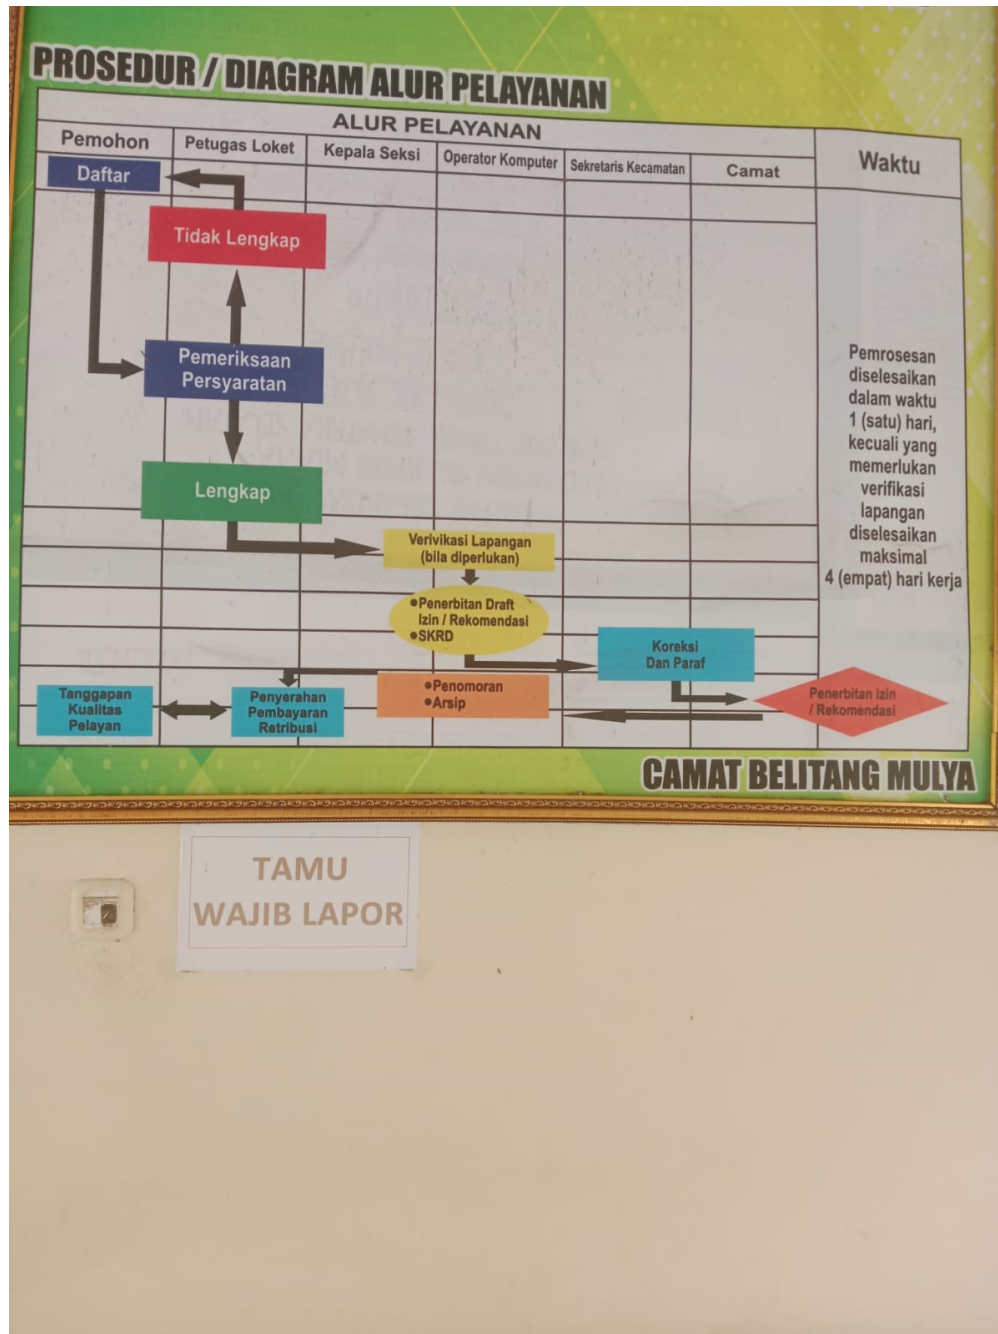 PROSEDUR / DIAGRAM ALUR PELAYANAN
ALUR PELAYANAN
Pemohon
Petugas Loket
Kepala Seksi
Operator Komputer
Sekretaris Kecamatan
Camat
Waktu
Daftar
Tidak Lengkap
Pemeriksaan
Persyaratan
Lengkap
Verivikasi Lapangan
(bila diperlukan)
●Penerbitan Draft
Izin / Rekomendasi
●SKRD
Koreksi
Dan Paraf
Penerbitan Izin
/ Rekomendasi
●Penomoran
●Arsip
Penyerahan
Pembayaran
Retribusi
Tanggapan
Kualitas
Pelayan
Pemrosesan
diselesaikan
dalam waktu
1 (satu) hari,
kecuali yang
memerlukan
verifikasi
lapangan
diselesaikan
maksimal
4 (empat) hari kerja
CAMAT BELITANG MULYA
TAMU
WAJIB LAPOR